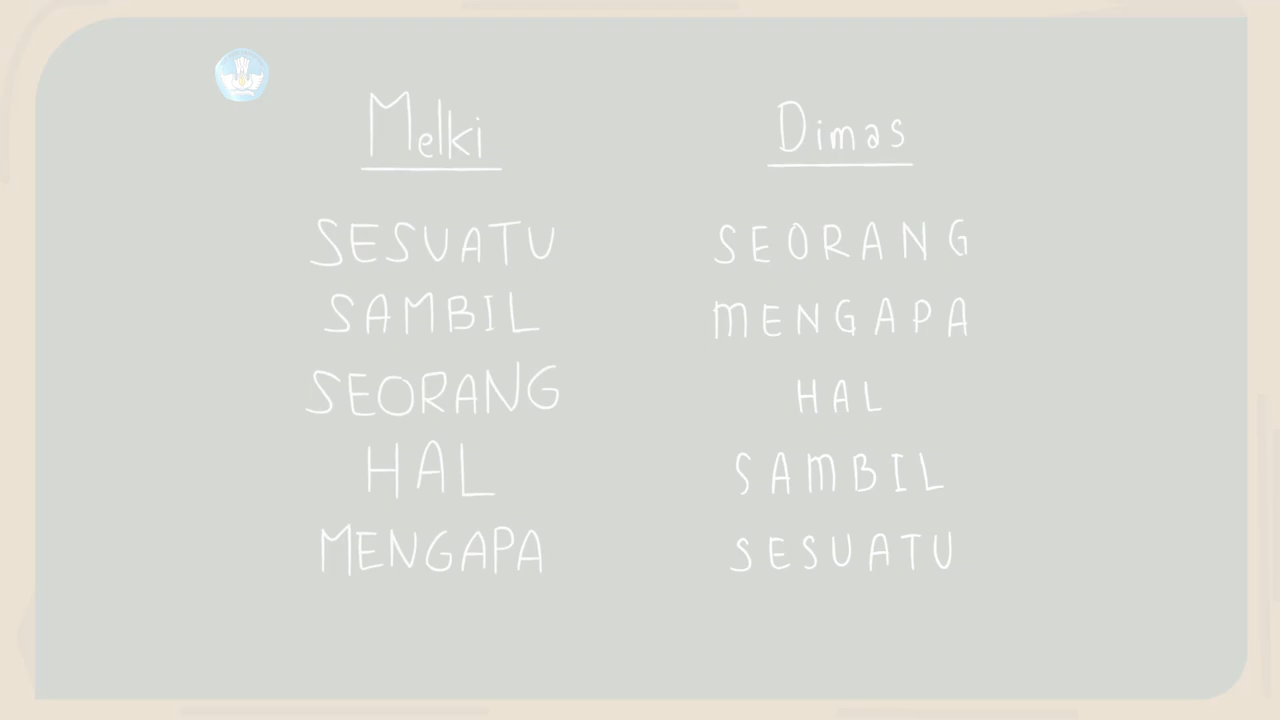 Melki
SESUATU
SAMBIL
SEORANG
HAL
MENGAPA
Dimas
SEORANG
MENGAPA
HAL
SAMBIL
SESUATU